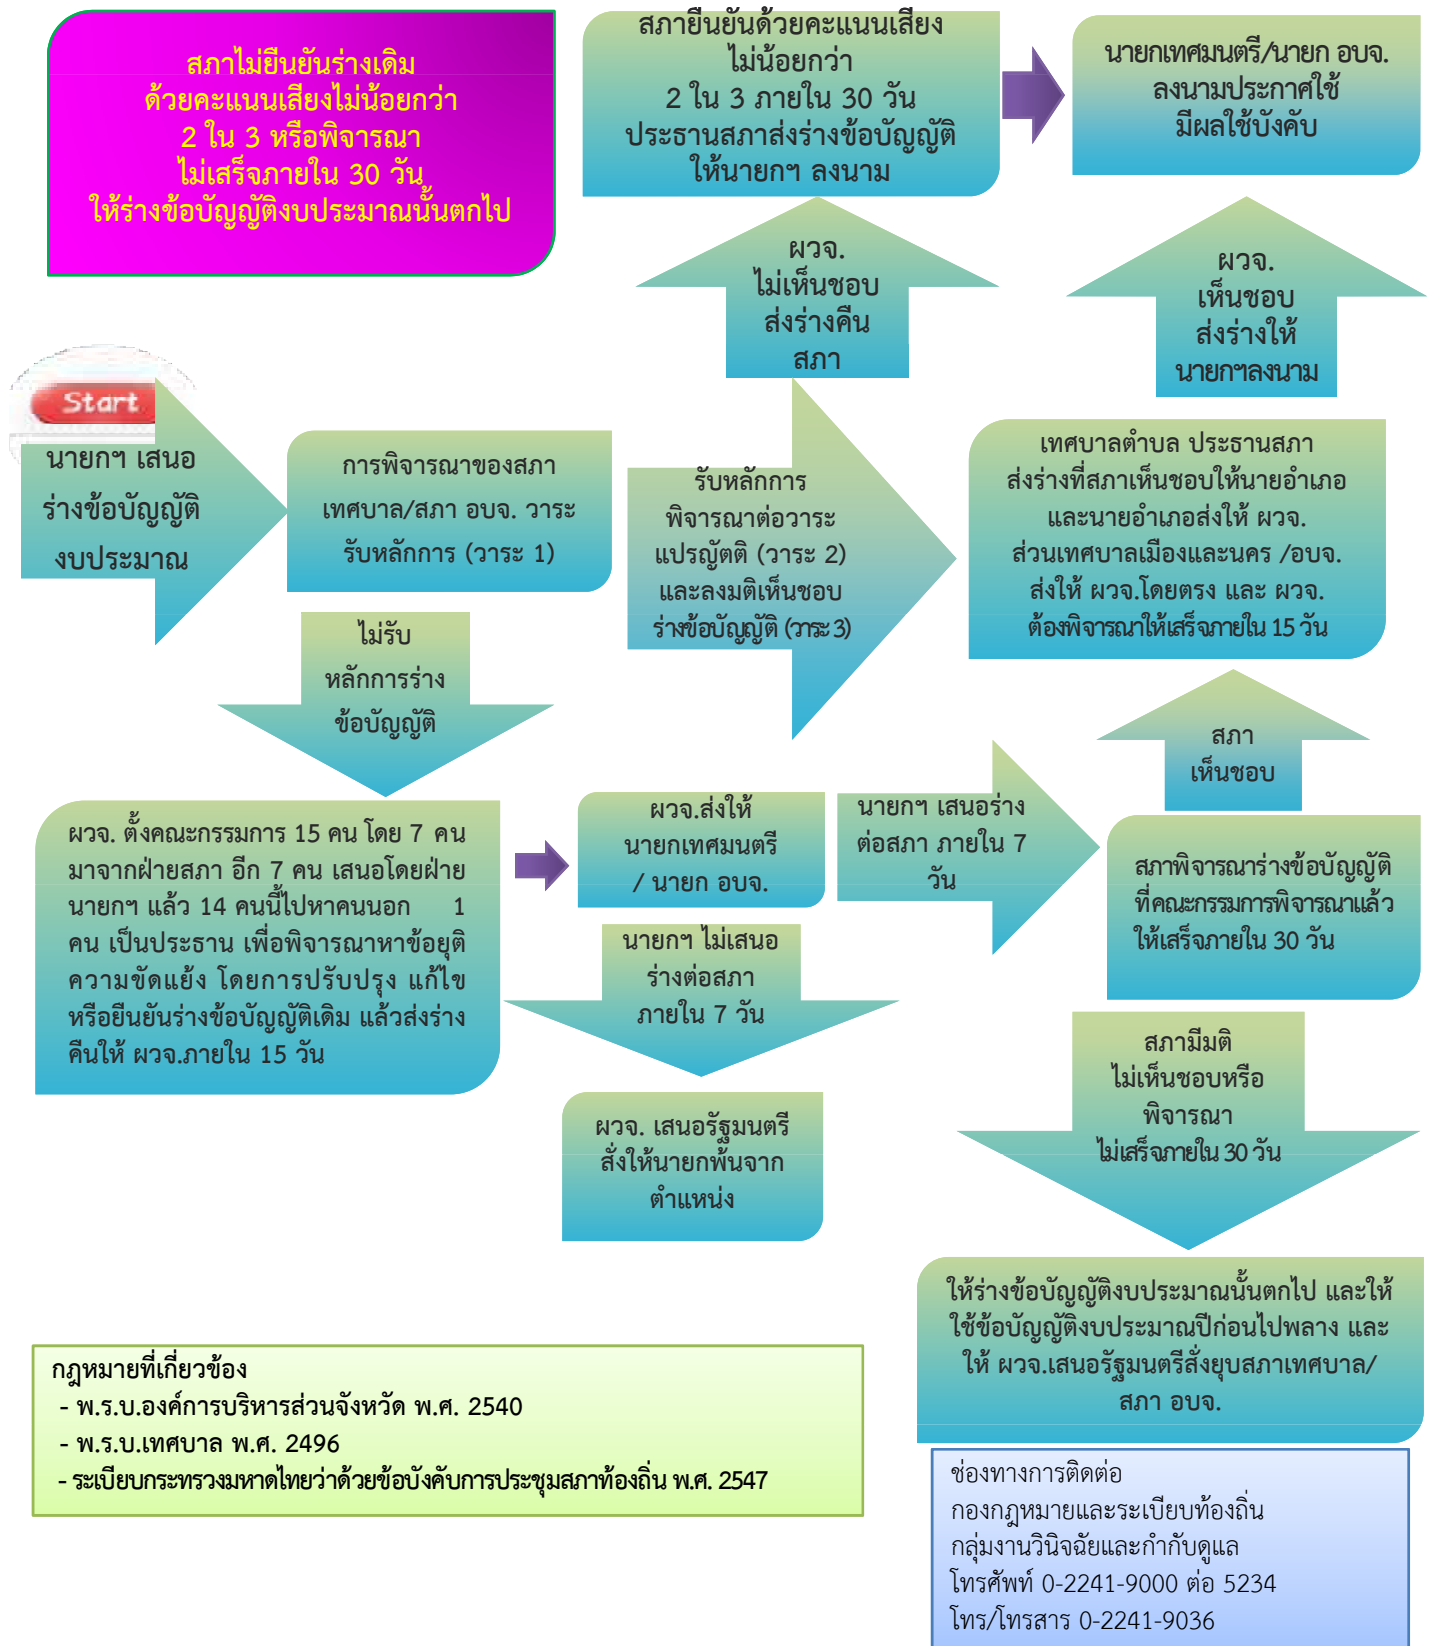 สภาไม่ยืนยันร่างเดิม
ด้วยคะแนนเสียงไม่น้อยกว่า
2 ใน 3 หรือพิจารณา
ไม่เสร็จภายใน 30 วัน
ให้ร่างข้อบัญญัติงบประมาณนั้นตกไป
สภายืนยันด้วยคะแนนเสียง
ไม่น้อยกว่า
2 ใน 3 ภายใน 30 วัน
ประธานสภาส่งร่างข้อบัญญัติ
ให้นายกฯ ลงนาม
นายกเทศมนตรี/นายก อบจ.
ลงนามประกาศใช้
มีผลใช้บังคับ
ผวจ.
ไม่เห็นชอบ
ส่งร่างคืน
สภา
ผวจ.
เห็นชอบ
ส่งร่างให้
นายกฯลงนาม
Start
นายกฯ เสนอ
ร่างข้อบัญญัติ
งบประมาณ
การพิจารณาของสภา
เทศบาล/สภา อบจ. วาระ
รับหลักการ (วาระ 1)
รับหลักการ
พิจารณาต่อวาระ
แปรญัตติ (วาระ 2)
และลงมติเห็นชอบ
ร่างข้อบัญญัติ (วาระ 3)
เทศบาลตำบล ประธานสภา
ส่งร่างที่สภาเห็นชอบให้นายอำเภอ
และนายอำเภอส่งให้ ผวจ.
ส่วนเทศบาลเมืองและนคร /อบจ.
ส่งให้ ผวจ.โดยตรง และ ผวจ.
ต้องพิจารณาให้เสร็จภายใน 15 วัน
ไม่รับ
หลักการร่าง
ข้อบัญญัติ
สภา
เห็นชอบ
ผวจ. ตั้งคณะกรรมการ 15 คน โดย 7 คน
มาจากฝ่ายสภา อีก 7 คน เสนอโดยฝ่าย
นายกฯ แล้ว 14 คนนี้ไปหาคนนอก 1
คน เป็นประธาน เพื่อพิจารณาหาข้อยุติ
ความขัดแย้ง โดยการปรับปรุง แก้ไข
หรือยืนยันร่างข้อบัญญัติเดิม แล้วส่งร่าง
คืนให้ ผวจ.ภายใน 15 วัน
ผวจ.ส่งให้
นายกเทศมนตรี
/ นายก อบจ.
นายกฯ เสนอร่าง
ต่อสภา ภายใน 7
วัน
สภาพิจารณาร่างข้อบัญญัติ
ที่คณะกรรมการพิจารณาแล้ว
ให้เสร็จภายใน 30 วัน
นายกฯ ไม่เสนอ
ร่างต่อสภา
ภายใน 7 วัน
สภามีมติ
ไม่เห็นชอบหรือ
พิจารณา
ไม่เสร็จภายใน 30 วัน
ผวจ. เสนอรัฐมนตรี
สั่งให้นายกพ้นจาก
ตำแหน่ง
ให้ร่างข้อบัญญัติงบประมาณนั้นตกไป และให้
ใช้ข้อบัญญัติงบประมาณปีก่อนไปพลาง และ
ให้ ผวจ.เสนอรัฐมนตรีสั่งยุบสภาเทศบาล/
สภา อบจ.
กฎหมายที่เกี่ยวข้อง
- พ.ร.บ.องค์การบริหารส่วนจังหวัด พ.ศ. 2540
- พ.ร.บ.เทศบาล พ.ศ. 2496
- ระเบียบกระทรวงมหาดไทยว่าด้วยข้อบังคับการประชุมสภาท้องถิ่น พ.ศ. 2547
ช่องทางการติดต่อ
กองกฎหมายและระเบียบท้องถิ่น
กลุ่มงานวินิจฉัยและกำกับดูแล
โทรศัพท์ 0-2241-9000 ต่อ 5234
โทร/โทรสาร 0-2241-9036